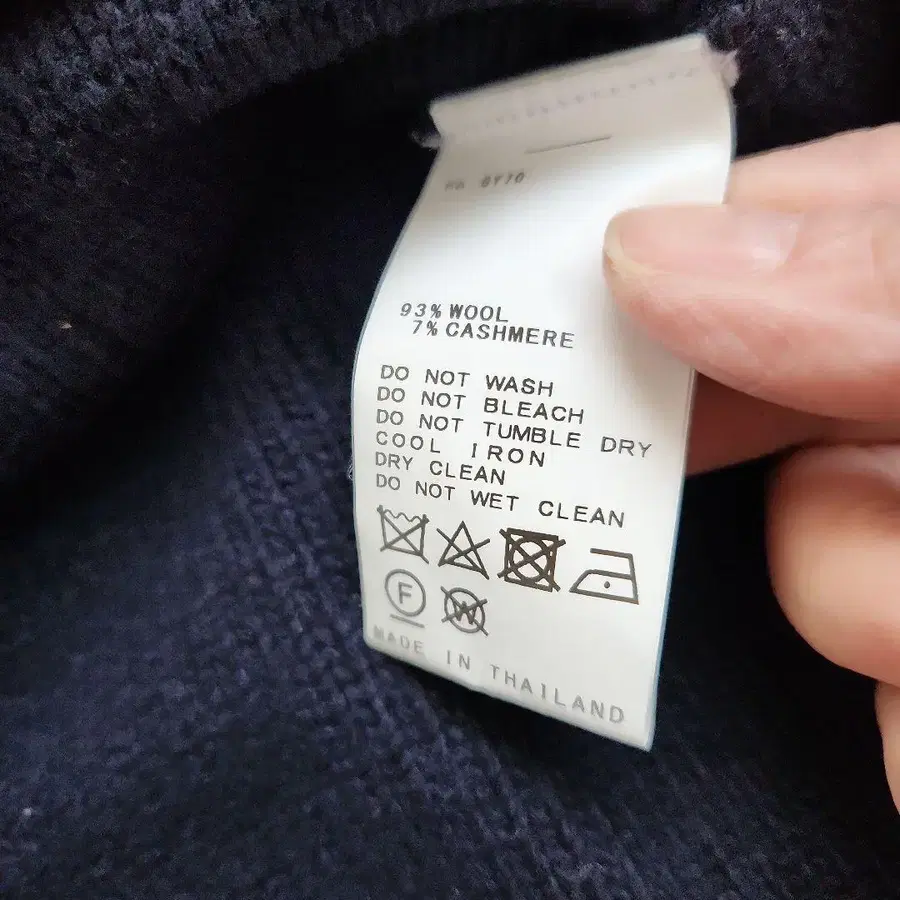 93% WOOL
7% CASHMERE
DO NOT WASH
DO NOT BLEACH
DO NOT TUMBLE DRY
COOL IRON
DRY CLEAN
DO NOT WET CLEAN
F
W
MADE IN THAILAND